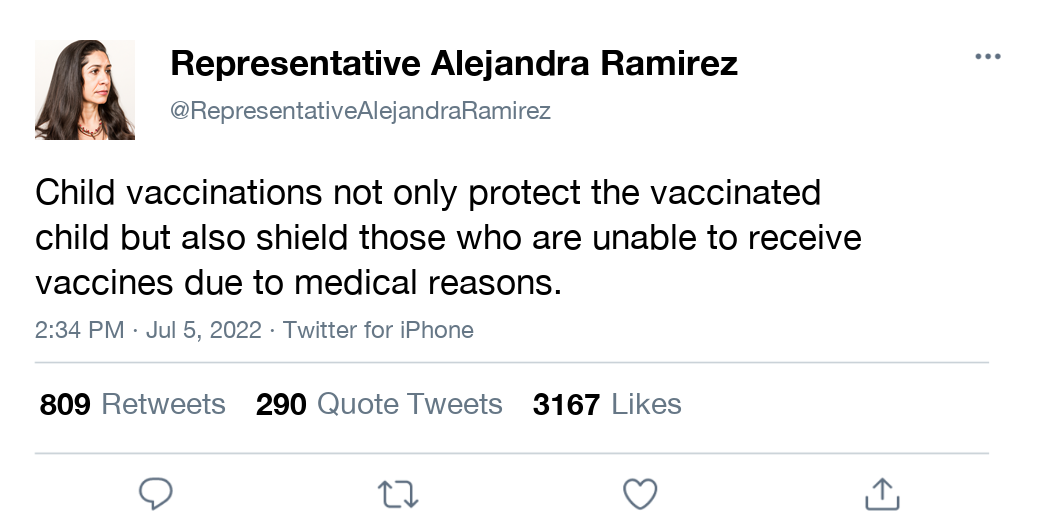 Representative Alejandra Ramirez
@RepresentativeAlejandraRamirez
Child vaccinations not only protect the vaccinated
child but also shield those who are unable to receive
vaccines due to medical reasons.
2:34 PM · Jul 5, 2022 · Twitter for iPhone
809 Retweets 290 Quote Tweets 3167 Likes